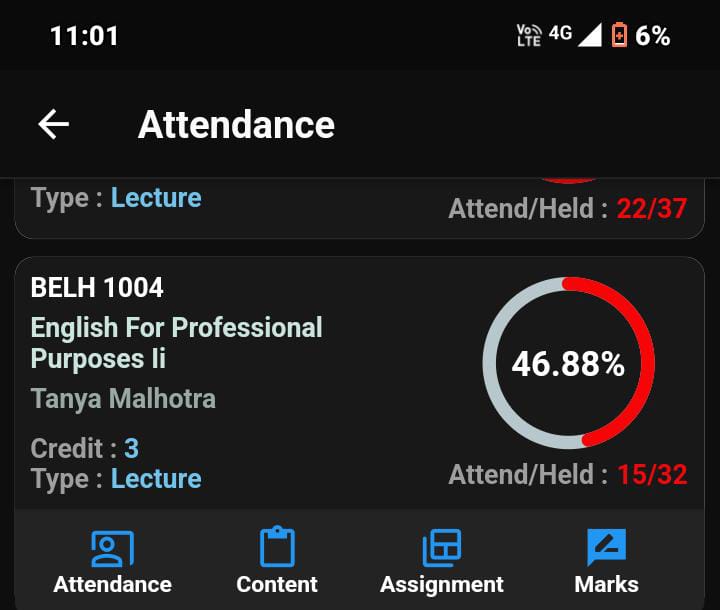 11:01 Vo) LTE 4G 6%
Attendance
Type : Lecture
Attend/Held : 22/37
BELH 1004
English For Professional
Purposes Ii
Tanya Malhotra
46.88%
Credit : 3
Type : Lecture
Attend/Held : 15/32
Attendance Content Assignment Marks